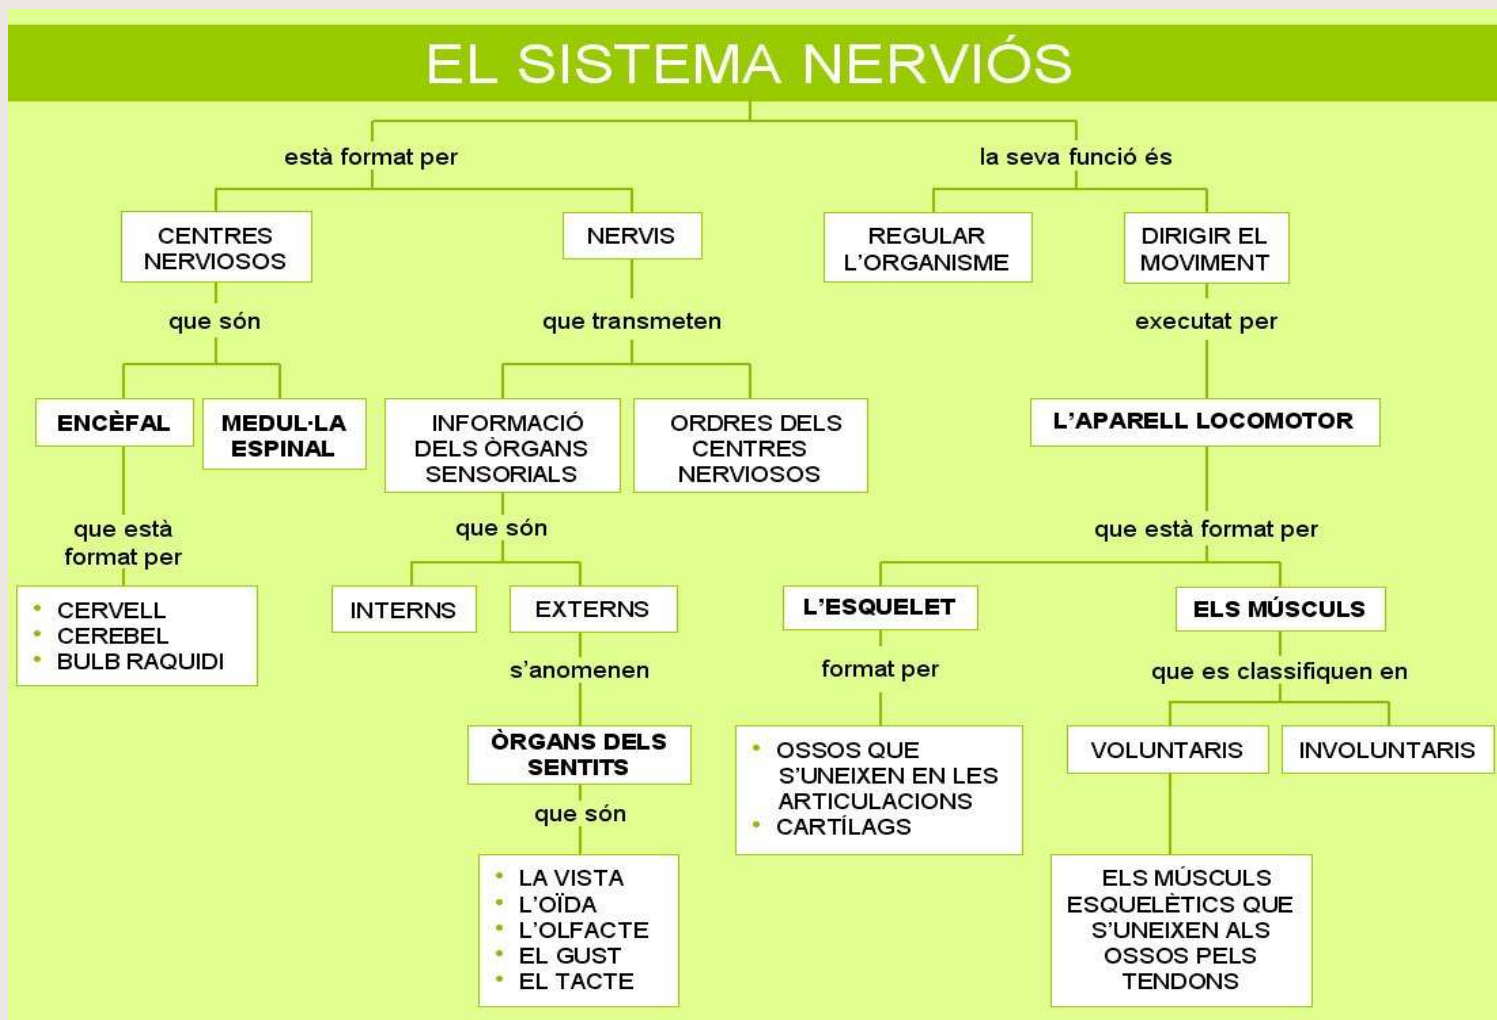 EL SISTEMA NERVIÓS
està format per
la seva funció és
CENTRES
NERVIOSOS
NERVIS
REGULAR
L'ORGANISME
DIRIGIR EL
MOVIMENT
que són
que transmeten
executat per
ENCÈFAL
MEDUL·LA
ESPINAL
INFORMACIÓ
DELS ÒRGANS
SENSORIALS
ORDRES DELS
CENTRES
NERVIOSOS
L'APARELL LOCOMOTOR
que està
format per
que són
que està format per
• CERVELL
• CEREBEL
• BULB RAQUIDI
INTERNS
EXTERNS
L'ESQUELET
ELS MÚSCULS
s'anomenen
format per
que es classifiquen en
ÒRGANS DELS
SENTITS
• OSSOS QUE
S'UNEIXEN EN LES
ARTICULACIONS
• CARTÍLAGS
VOLUNTARIS
INVOLUNTARIS
que són
• LA VISTA
• L'OÏDA
• L'OLFACTE
• EL GUST
• EL TACTE
ELS MÚSCULS
ESQUELÈTICS QUE
S'UNEIXEN ALS
OSSOS PELS
TENDONS